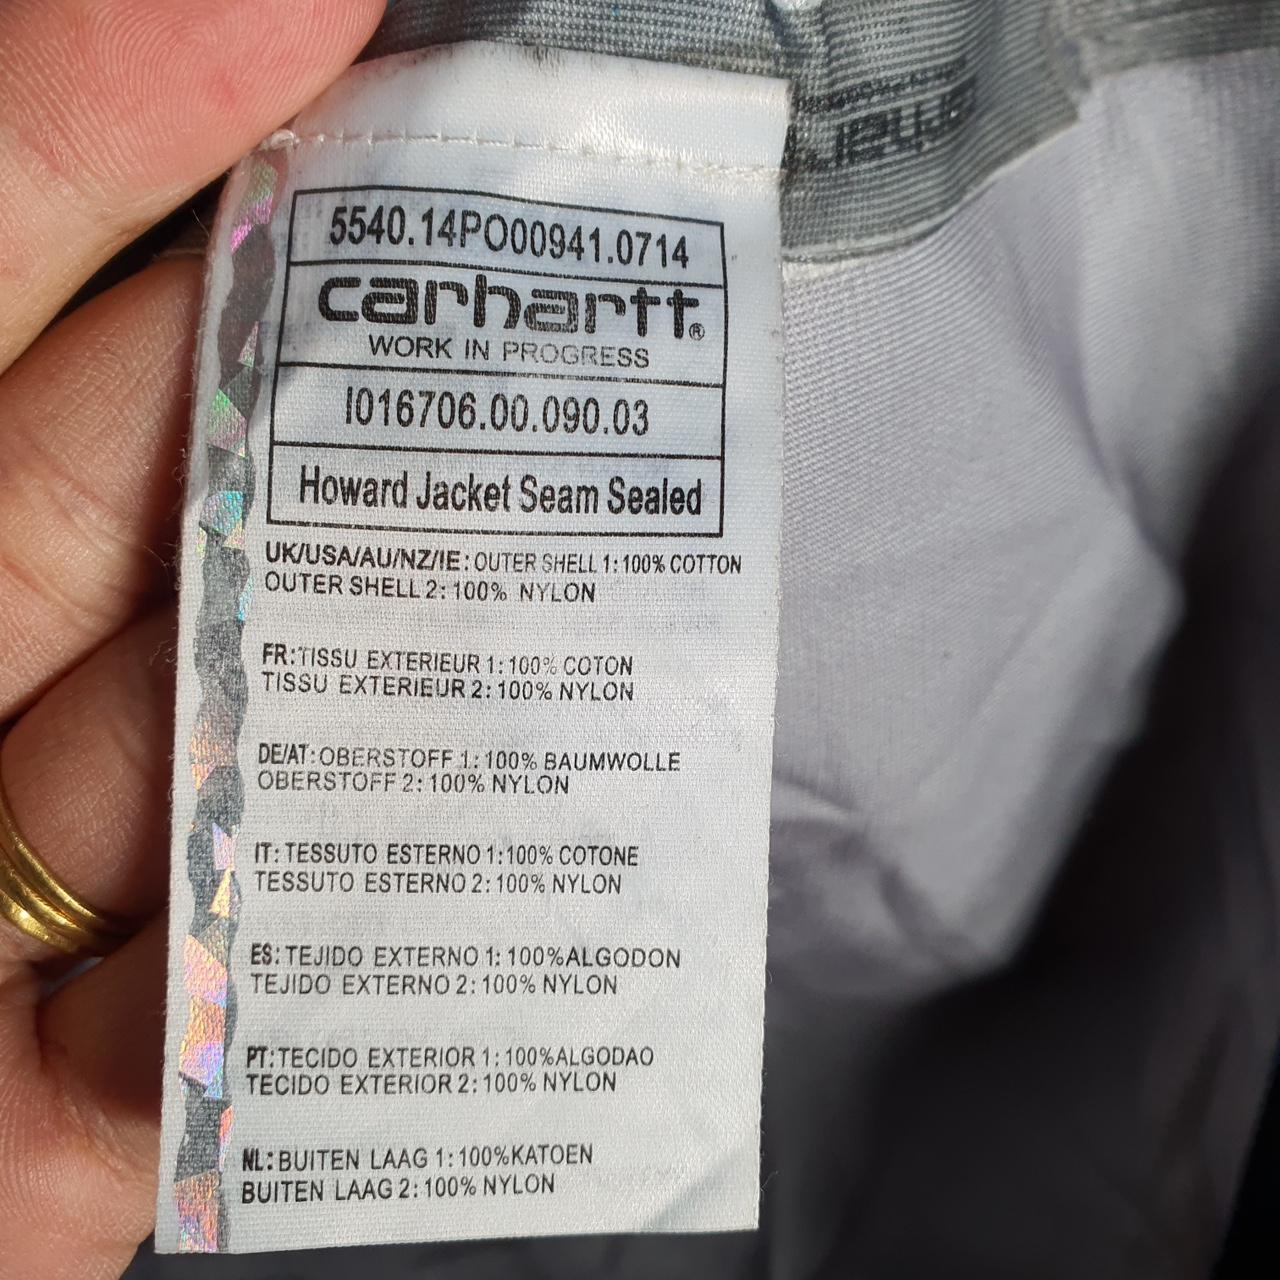 5540.14PO00941.0714
carhartt®
WORK IN PROGRESS
I016706.00.090.03
Howard Jacket Seam Sealed
UK/USA/AU/NZ/IE: OUTER SHELL 1: 100% COTTON
OUTER SHELL 2: 100% NYLON
FR: TISSU EXTERIEUR 1: 100% COTON
TISSU EXTERIEUR 2: 100% NYLON
DE/AT: OBERSTOFF 1: 100% BAUMWOLLE
OBERSTOFF 2: 100% NYLON
IT: TESSUTO ESTERNO 1: 100% COTONE
TESSUTO ESTERNO 2: 100% NYLON
ES: TEJIDO EXTERNO 1: 100%ALGODON
TEJIDO EXTERNO 2: 100% NYLON
PT: TECIDO EXTERIOR 1: 100%ALGODAO
TECIDO EXTERIOR 2: 100% NYLON
NL: BUITEN LAAG 1: 100%KATOEN
BUITEN LAAG 2: 100% NYLON